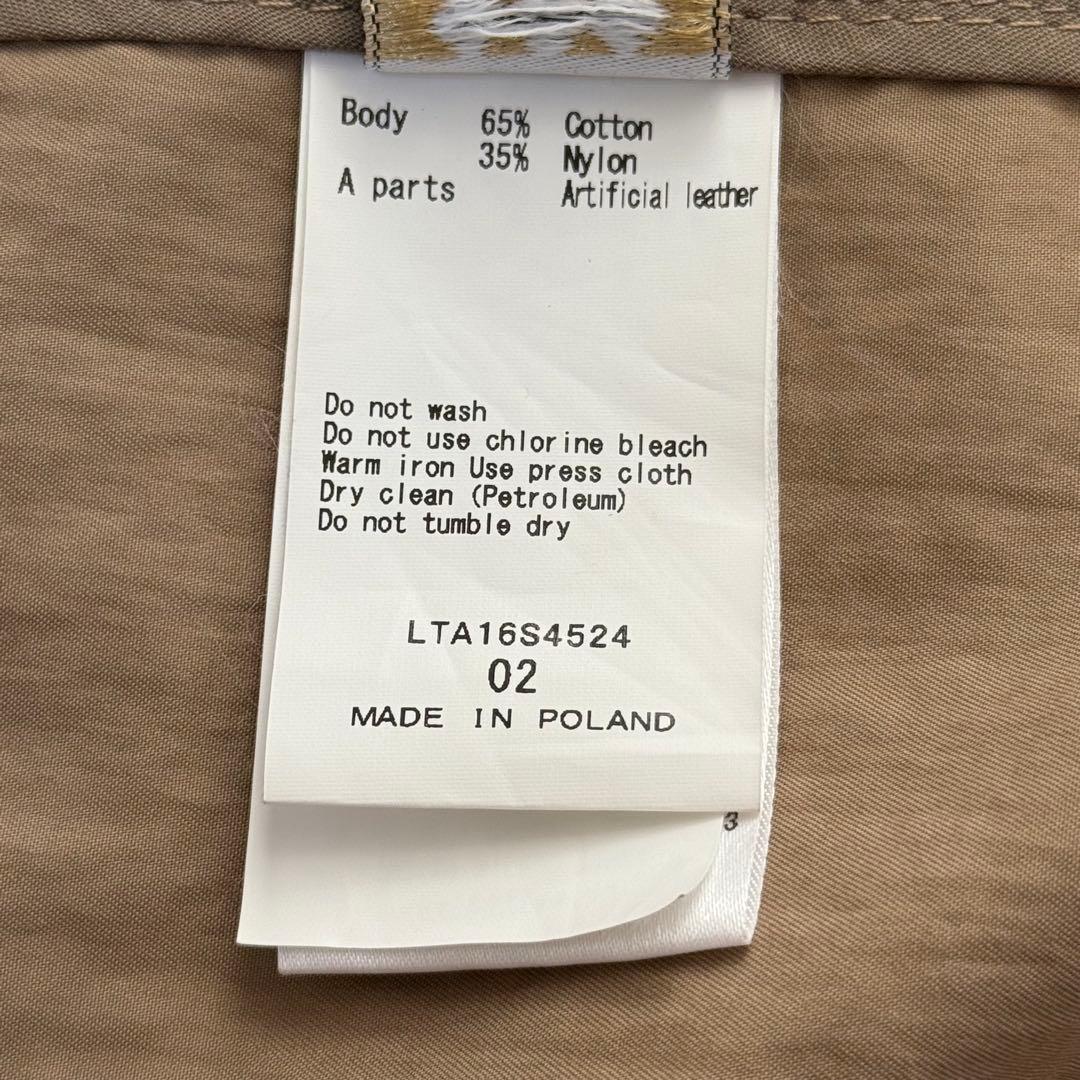 Body 65% Cotton
35% Nylon
A parts Artificial leather
Do not wash
Do not use chlorine bleach
Warm iron Use press cloth
Dry clean (Petroleum)
Do not tumble dry
LTA16S4524
02
MADE IN POLAND
3